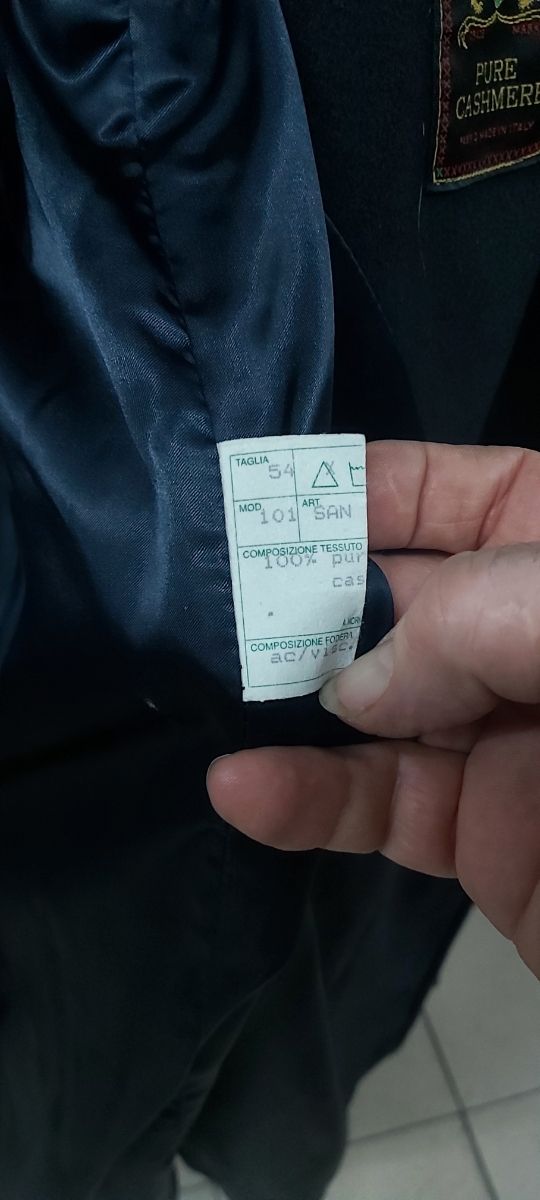 PURE
CASHMERE
MADE IN ITALY
TAGLIA
54
MOD.
101
ART.
SAN
COMPOSIZIONE TESSUTO
100% pur
cas
COMPOSIZIONE FODERA
ac/visc.